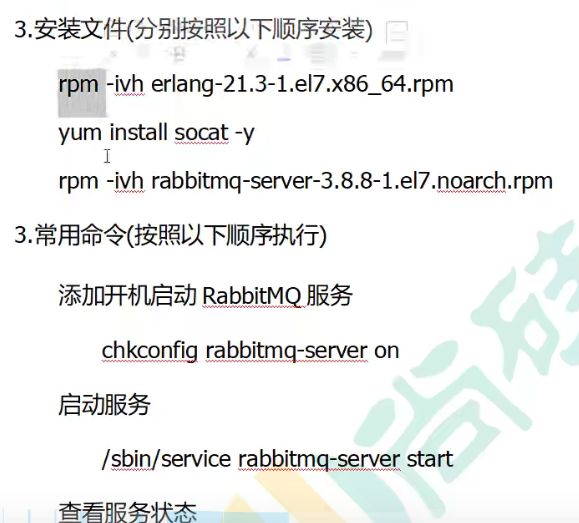 3.安装文件(分别按照以下顺序安装)
rpm -ivh erlang-21.3-1.el7.x86_64.rpm
yum install socat -y
rpm -ivh rabbitmq-server-3.8.8-1.el7.noarch.rpm
3.常用命令(按照以下顺序执行)
添加开机启动 RabbitMQ 服务
chkconfig rabbitmq-server on
启动服务
/sbin/service rabbitmq-server start
查看服务状态
尚硅